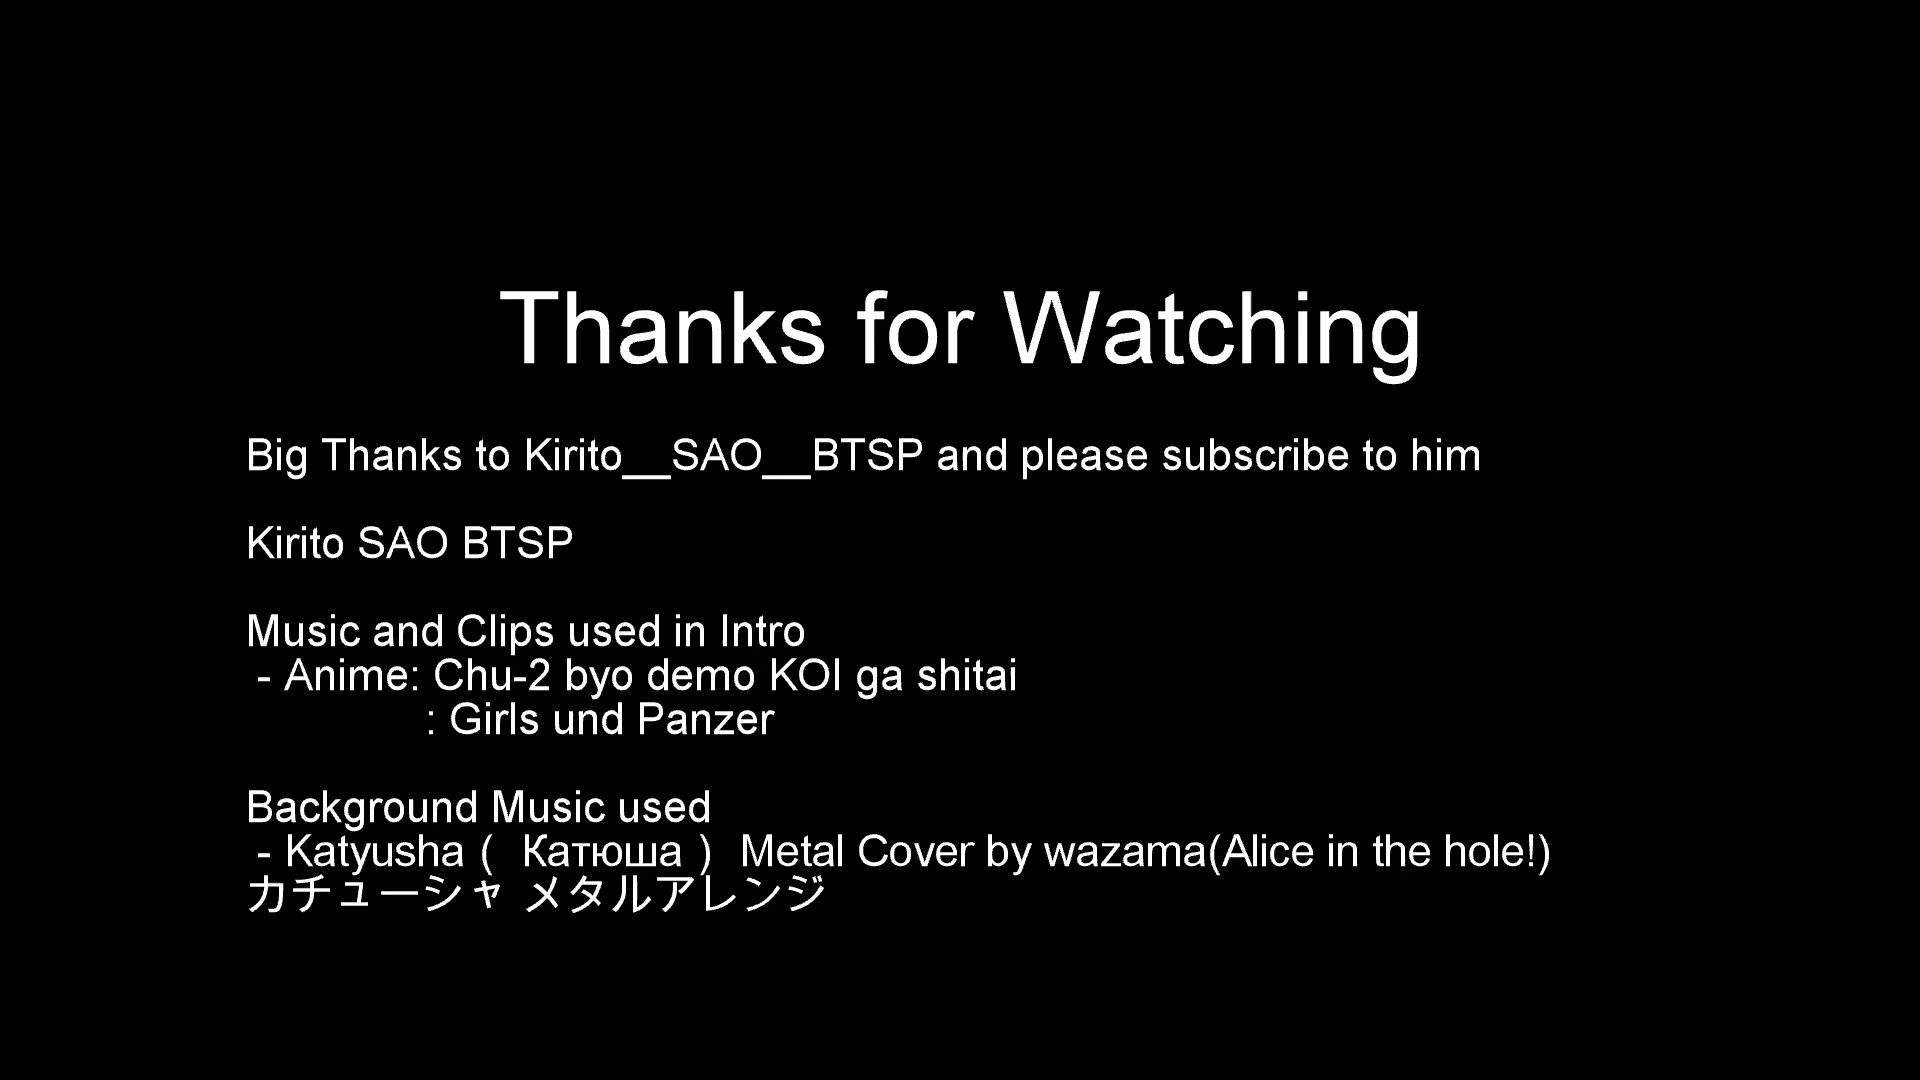 Thanks for Watching
Big Thanks to Kirito__SAO__BTSP and please subscribe to him
Kirito SAO BTSP
Music and Clips used in Intro
- Anime: Chu-2 byo demo KOI ga shitai
: Girls und Panzer
Background Music used
- Katyusha ( Катюша ) Metal Cover by wazama(Alice in the hole!)
カチューシャ メタルアレンジ